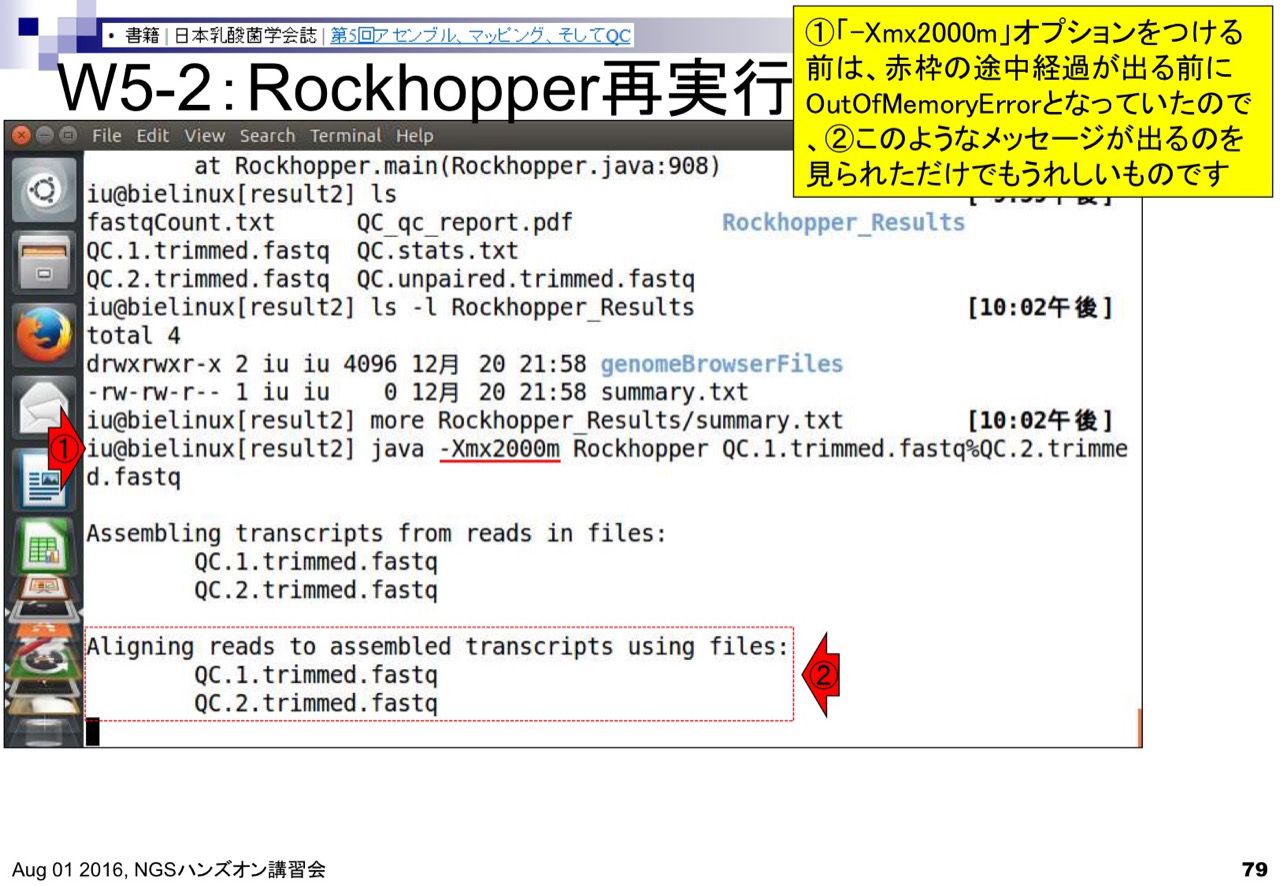 • 書籍 | 日本乳酸菌学会誌 | 第5回アセンブル、マッピング、そしてQC
W5-2：Rockhopper再実行
①「-Xmx2000m」オプションをつける
前は、赤枠の途中経過が出る前に
OutOfMemoryErrorとなっていたので
、②このようなメッセージが出るのを
見られただけでもうれしいものです
File Edit View Search Terminal Help
at Rockhopper.main(Rockhopper.java:908)
iu@bielinux[result2] ls
fastqCount.txt QC_qc_report.pdf Rockhopper_Results
QC.1.trimmed.fastq QC.stats.txt
QC.2.trimmed.fastq QC.unpaired.trimmed.fastq
iu@bielinux[result2] ls -l Rockhopper_Results [10:02午後]
total 4
drwxrwxr-x 2 iu iu 4096 12月 20 21:58 genomeBrowserFiles
-rw-rw-r-- 1 iu iu 0 12月 20 21:58 summary.txt
iu@bielinux[result2] more Rockhopper_Results/summary.txt [10:02午後]
① iu@bielinux[result2] java -Xmx2000m Rockhopper QC.1.trimmed.fastq%QC.2.trimme
d.fastq
Assembling transcripts from reads in files:
QC.1.trimmed.fastq
QC.2.trimmed.fastq
Aligning reads to assembled transcripts using files:
QC.1.trimmed.fastq ②
QC.2.trimmed.fastq
Aug 01 2016, NGSハンズオン講習会
79